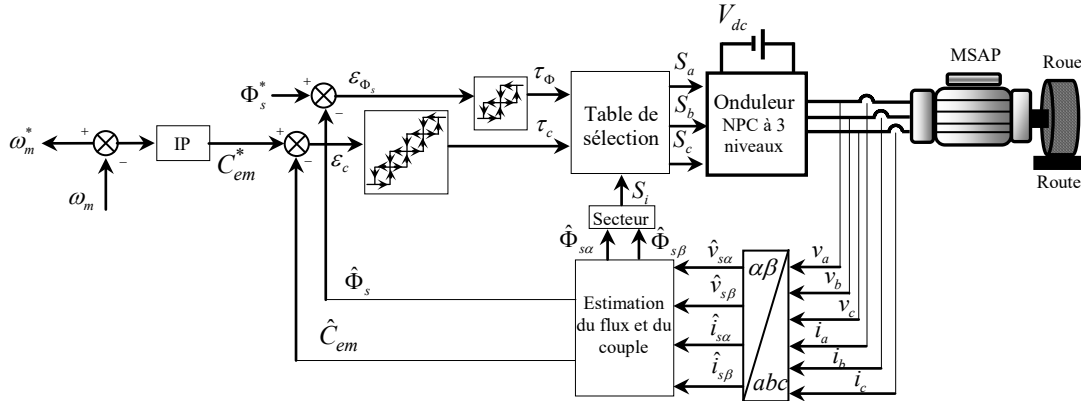 V_dc
MSAP
Roue
Route
Φ_s^*
+
−
ε_Φs
τ_Φ
Table de
sélection
S_a
S_b
S_c
Onduleur
NPC à 3
niveaux
ω_m^*
+
−
IP
C_em^*
+
−
ε_c
τ_c
ω_m
S_i
Secteur
Φ̂_sα
Φ̂_sβ
Φ̂_s
Ĉ_em
Estimation
du flux et du
couple
v̂_sα
v̂_sβ
î_sα
î_sβ
αβ
abc
v_a
v_b
v_c
i_a
i_b
i_c